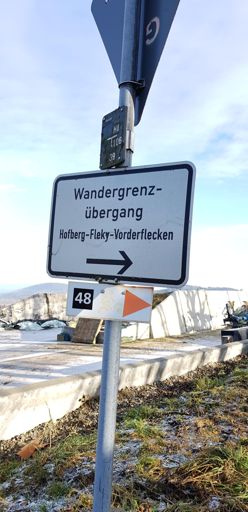 G
Wandergrenz-
übergang
Hofberg-Fleky-Vorderflecken
48